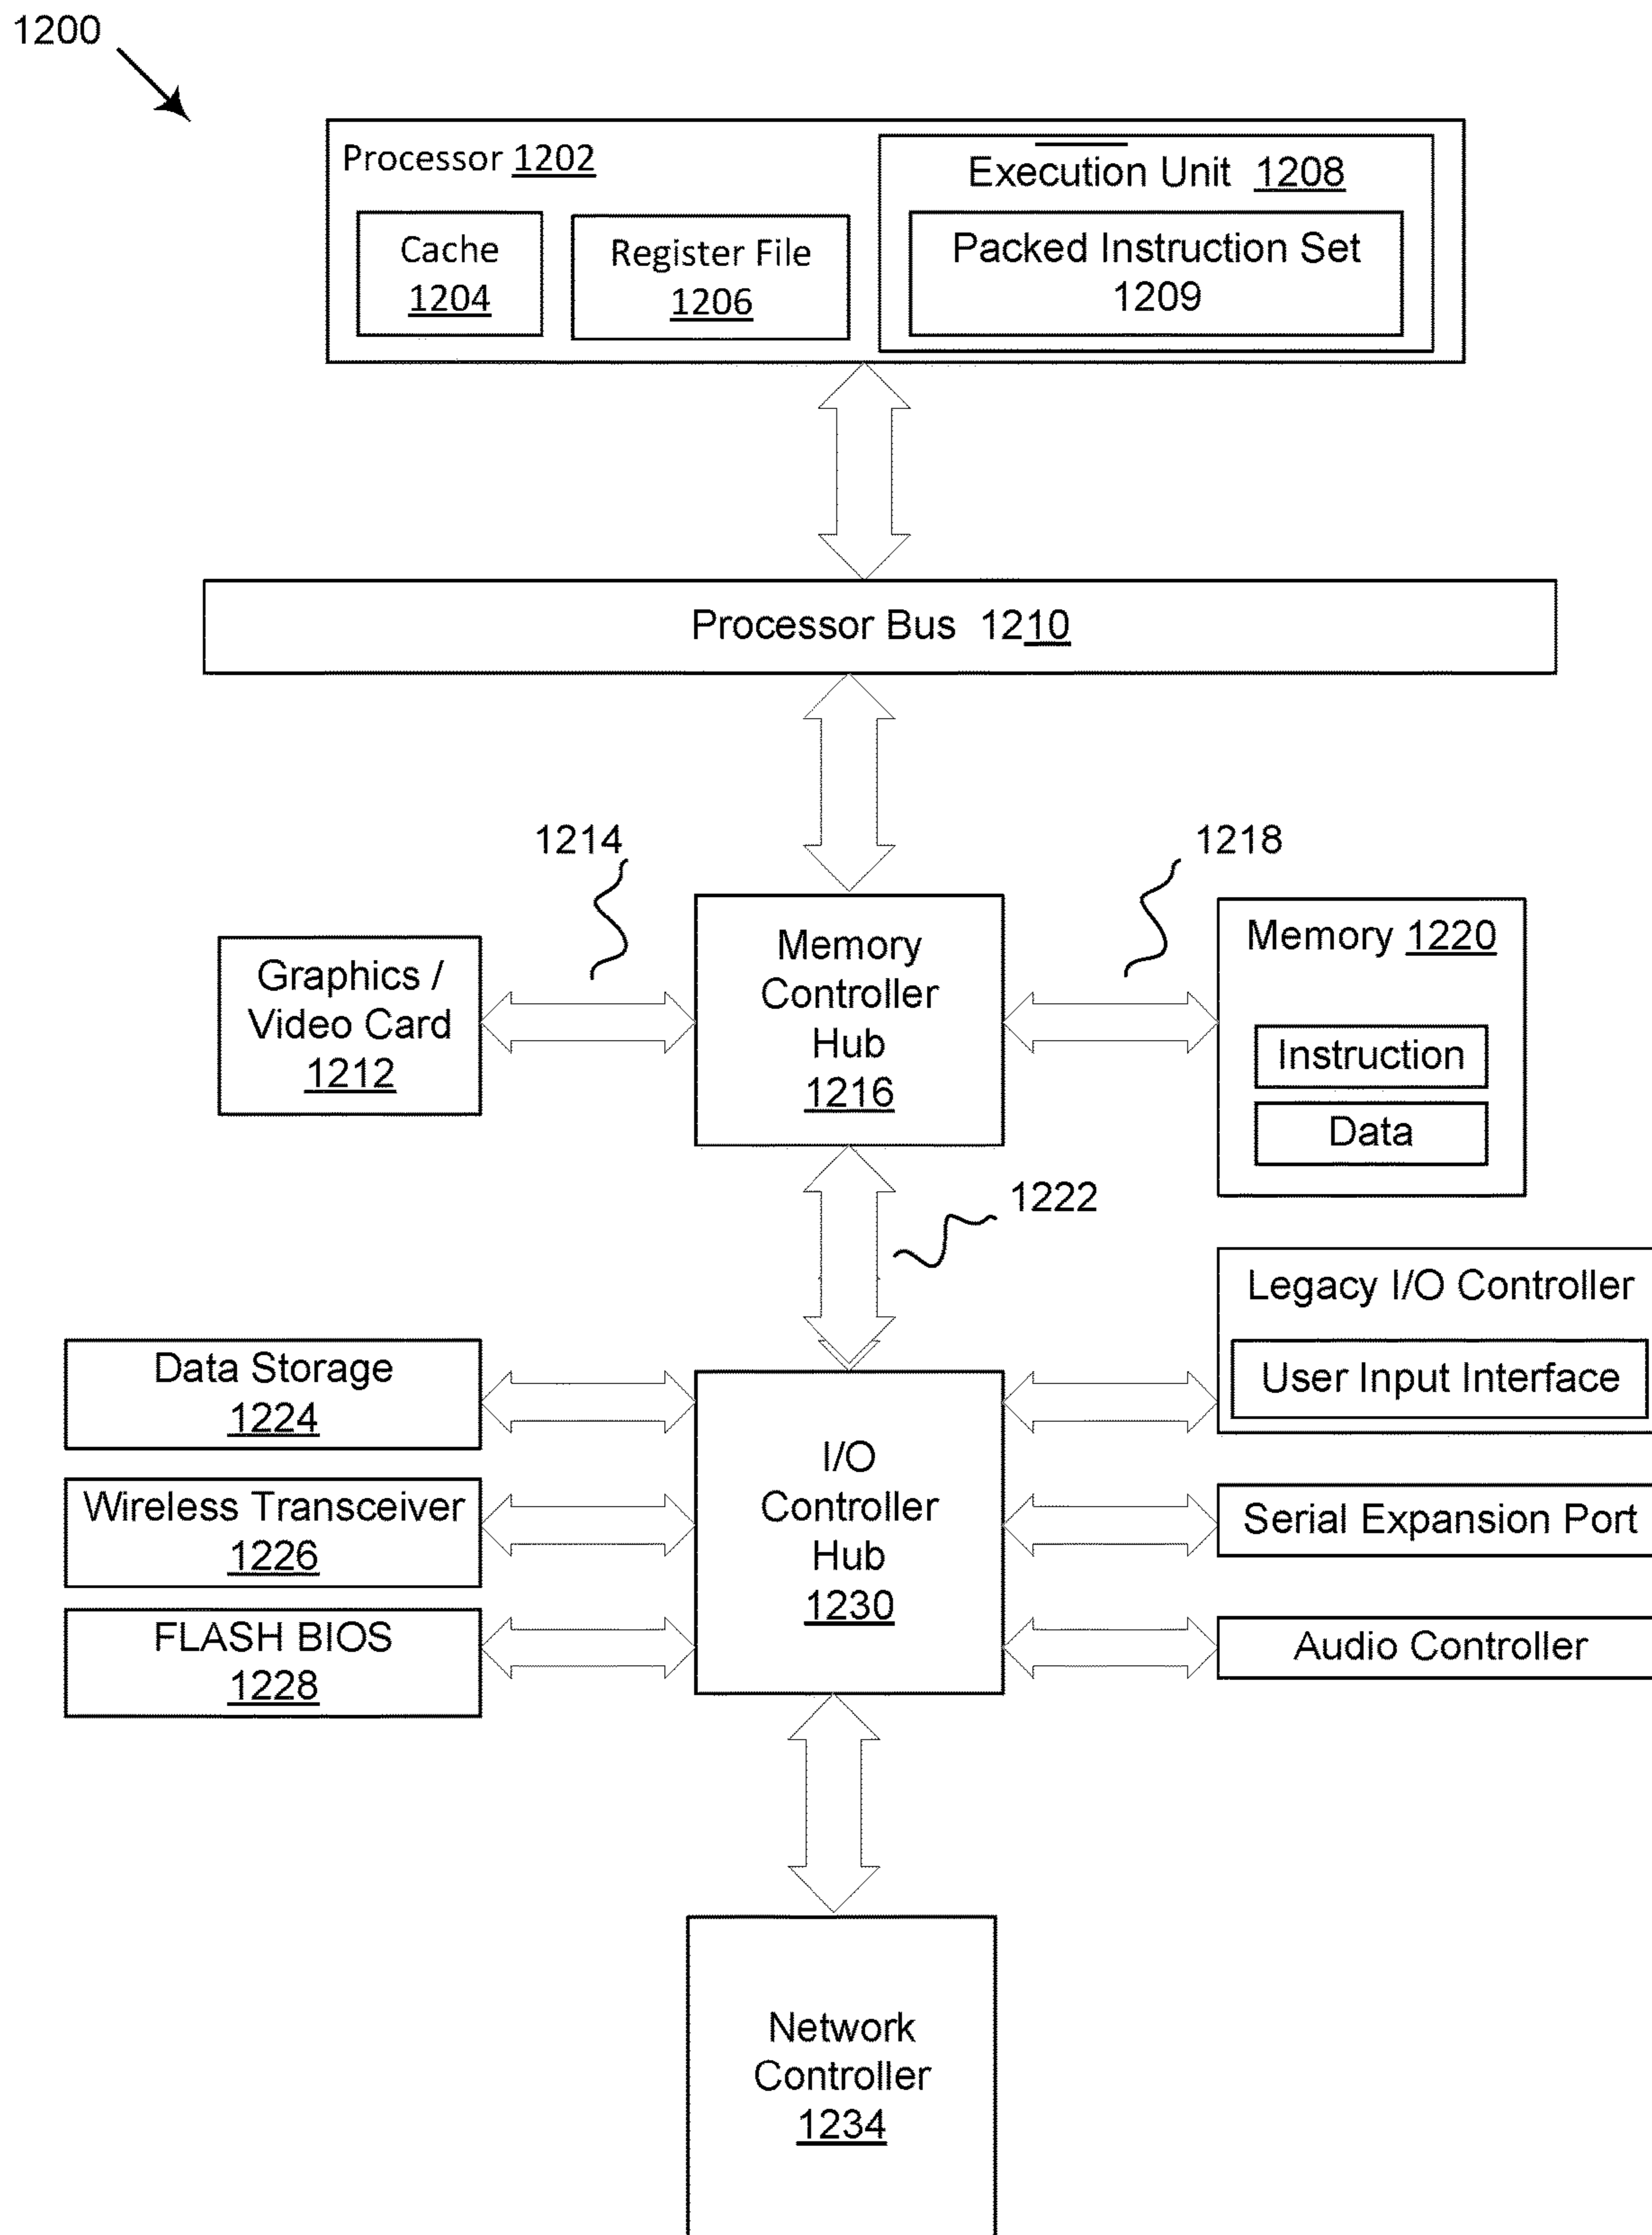 1200
Processor 1202
Cache
1204
Register File
1206
Execution Unit 1208
Packed Instruction Set
1209
Processor Bus 1210
1214
1218
Graphics /
Video Card
1212
Memory
Controller
Hub
1216
Memory 1220
Instruction
Data
1222
Data Storage
1224
Wireless Transceiver
1226
FLASH BIOS
1228
I/O
Controller
Hub
1230
Legacy I/O Controller
User Input Interface
Serial Expansion Port
Audio Controller
Network
Controller
1234